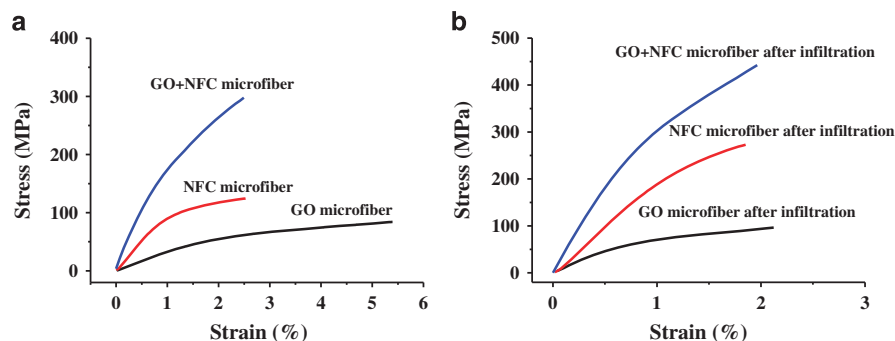 a
400
300
200
100
0
Stress (MPa)
GO+NFC microfiber
NFC microfiber
GO microfiber
0 1 2 3 4 5 6
Strain (%)
b
500
400
300
200
100
0
Stress (MPa)
GO+NFC microfiber after infiltration
NFC microfiber after infiltration
GO microfiber after infiltration
0 1 2 3
Strain (%)